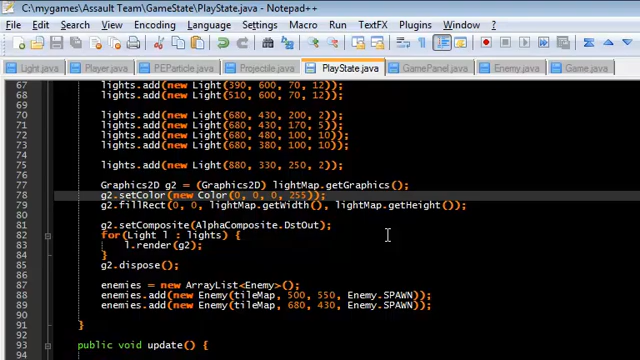 C:\mygames\Assault Team\GameState\PlayState.java - Notepad++
File Edit Search View Encoding Language Settings Macro Run TextFX Plugins Window ?
Light.java Player.java PEParticle.java Projectile.java PlayState.java GamePanel.java Enemy.java Game.java
67 lights.add(new Light(390, 600, 70, 12));
68 lights.add(new Light(510, 600, 70, 12));
69
70 lights.add(new Light(680, 430, 200, 2));
71 lights.add(new Light(680, 430, 170, 5));
72 lights.add(new Light(680, 480, 100, 10));
73 lights.add(new Light(680, 380, 100, 10));
74
75 lights.add(new Light(880, 330, 250, 2));
76
77 Graphics2D g2 = (Graphics2D) lightMap.getGraphics();
78 g2.setColor(new Color(0, 0, 0, 255));
79 g2.fillRect(0, 0, lightMap.getWidth(), lightMap.getHeight());
80
81 g2.setComposite(AlphaComposite.DstOut);
82 for(Light l : lights) {
83 l.render(g2);
84 }
85 g2.dispose();
86
87 enemies = new ArrayList<Enemy>();
88 enemies.add(new Enemy(tileMap, 500, 550, Enemy.SPAWN));
89 enemies.add(new Enemy(tileMap, 680, 430, Enemy.SPAWN));
90
91 }
92
93 public void update() {
94